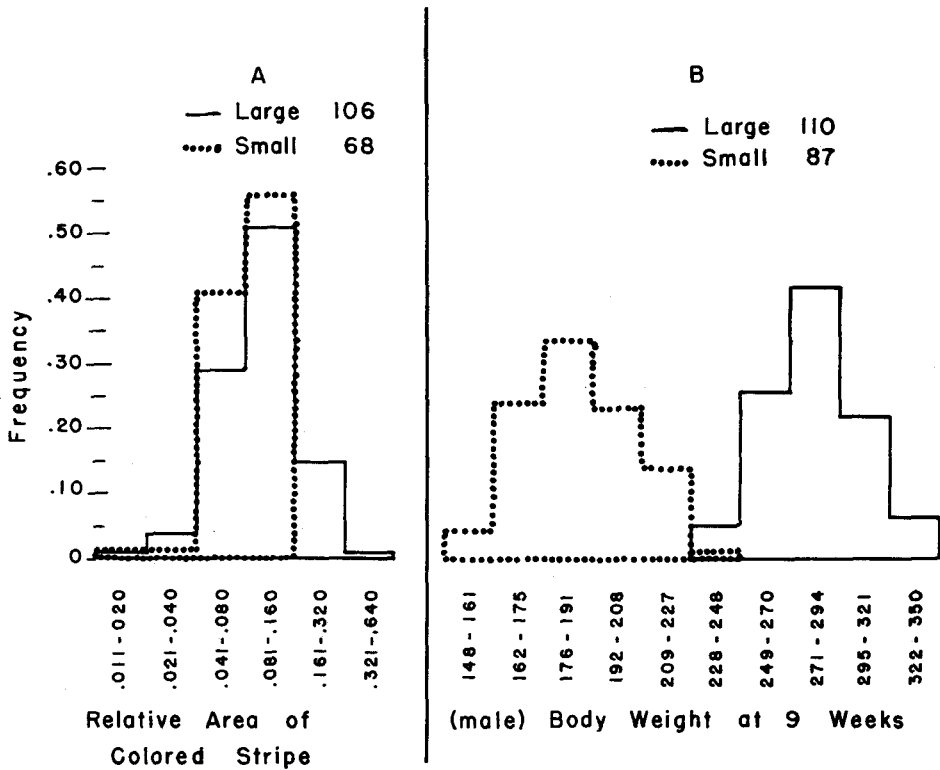 A
Large 106
Small 68
.60
.50
.40
.30
.20
.10
0
Frequency
.011-.020
.021-.040
.041-.080
.081-.160
.161-.320
.321-.640
Relative Area of
Colored Stripe
B
Large 110
Small 87
148-161
162-175
176-191
192-208
209-227
228-248
249-270
271-294
295-321
322-350
(male) Body Weight at 9 Weeks